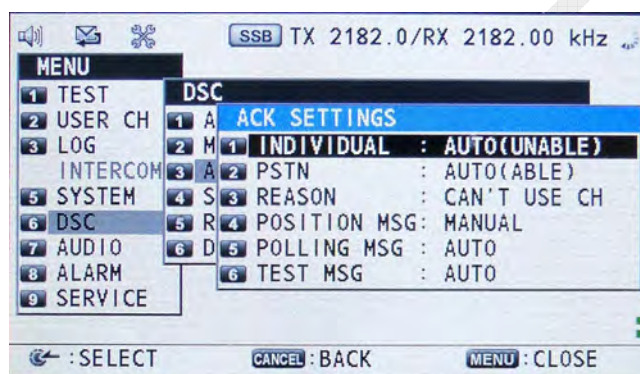 SSB TX 2182.0/RX 2182.00 kHz
MENU
1 TEST
2 USER CH
3 LOG
INTERCOM
5 SYSTEM
6 DSC
7 AUDIO
8 ALARM
9 SERVICE
DSC
1 A
2 M
3 A
4 S
5 R
6 D
ACK SETTINGS
1 INDIVIDUAL : AUTO(UNABLE)
2 PSTN : AUTO(ABLE)
3 REASON : CAN'T USE CH
4 POSITION MSG: MANUAL
5 POLLING MSG : AUTO
6 TEST MSG : AUTO
:SELECT
CANCEL:BACK
MENU:CLOSE